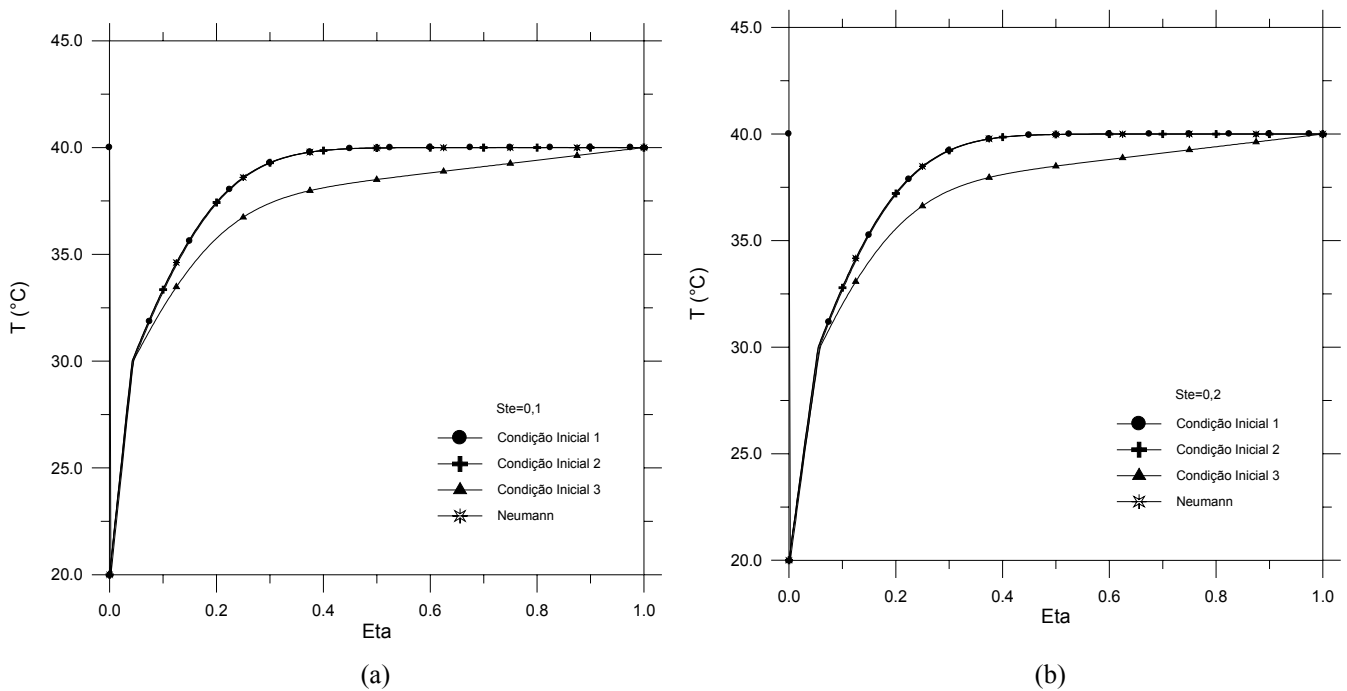 45.0
40.0
35.0
30.0
25.0
20.0
T (°C)
Ste=0,1
Condição Inicial 1
Condição Inicial 2
Condição Inicial 3
Neumann
0.0 0.2 0.4 0.6 0.8 1.0
Eta
(a)
45.0
40.0
35.0
30.0
25.0
20.0
T (°C)
Ste=0,2
Condição Inicial 1
Condição Inicial 2
Condição Inicial 3
Neumann
0.0 0.2 0.4 0.6 0.8 1.0
Eta
(b)